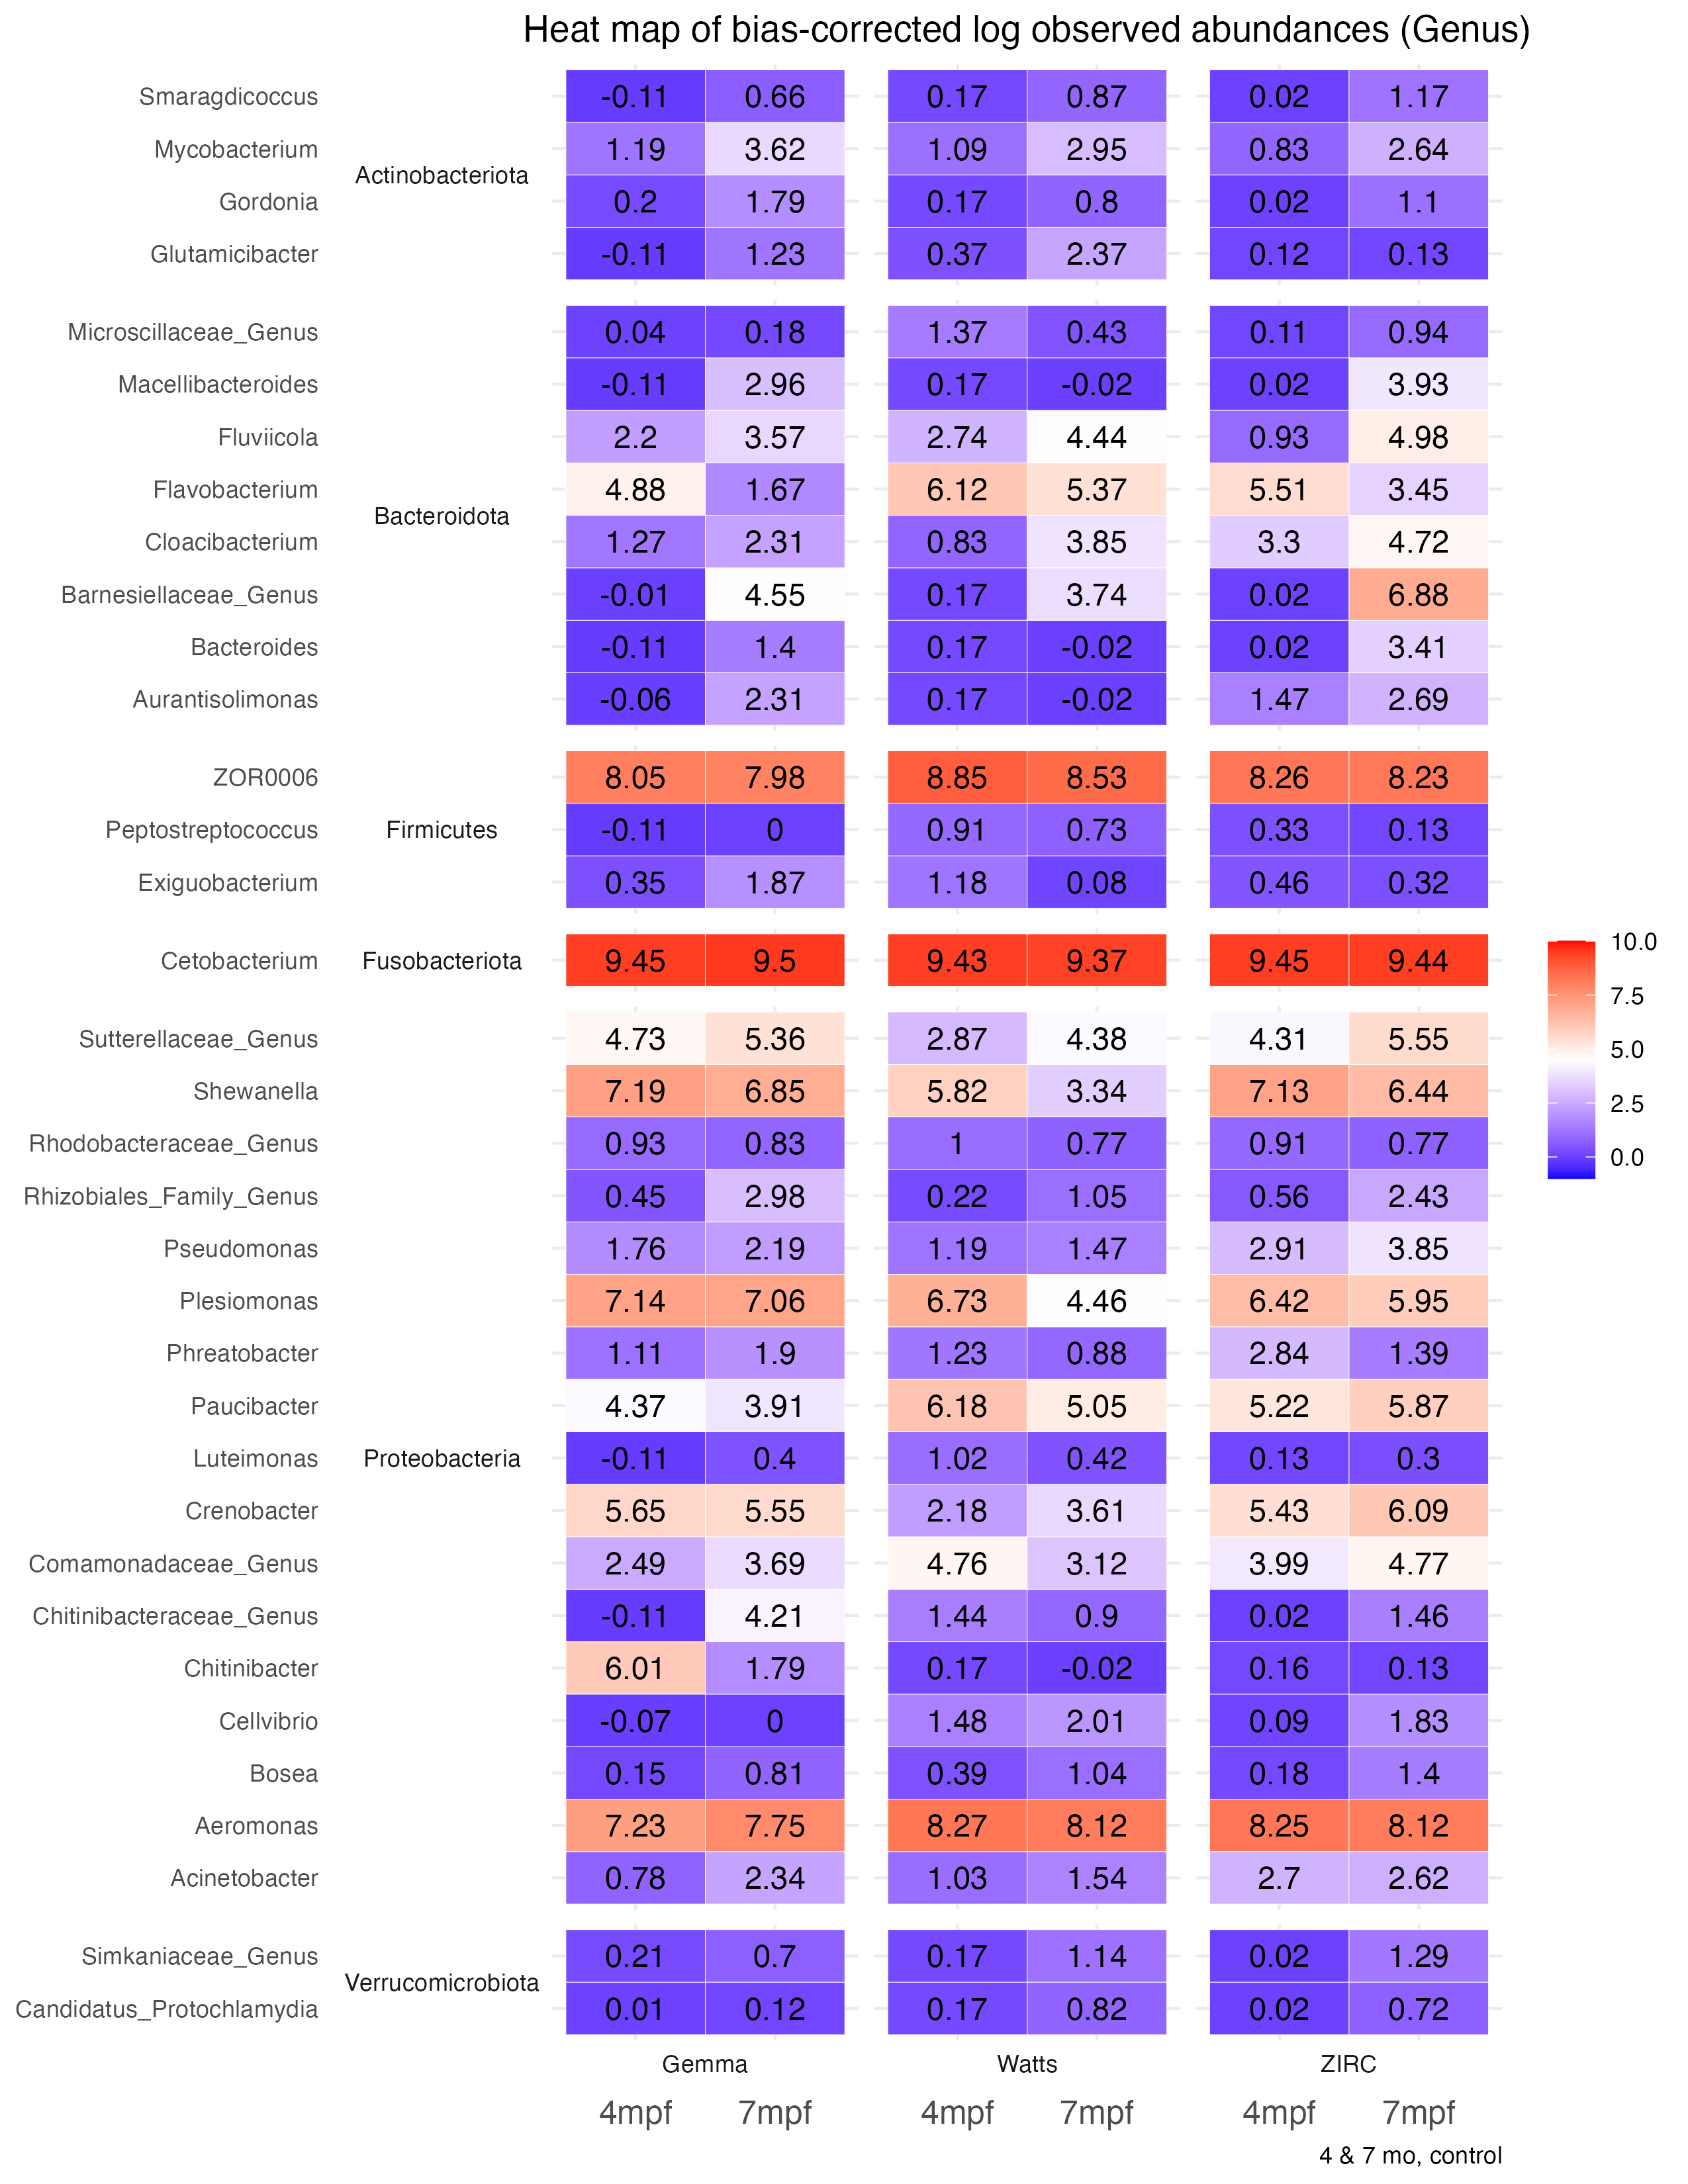 Heat map of bias-corrected log observed abundances (Genus)
Smaragdicoccus -0.11 0.66 0.17 0.87 0.02 1.17
Mycobacterium 1.19 3.62 1.09 2.95 0.83 2.64
Actinobacteriota
Gordonia 0.2 1.79 0.17 0.8 0.02 1.1
Glutamicibacter -0.11 1.23 0.37 2.37 0.12 0.13
Microscillaceae_Genus 0.04 0.18 1.37 0.43 0.11 0.94
Macellibacteroides -0.11 2.96 0.17 -0.02 0.02 3.93
Fluviicola 2.2 3.57 2.74 4.44 0.93 4.98
Flavobacterium 4.88 1.67 6.12 5.37 5.51 3.45
Bacteroidota
Cloacibacterium 1.27 2.31 0.83 3.85 3.3 4.72
Barnesiellaceae_Genus -0.01 4.55 0.17 3.74 0.02 6.88
Bacteroides -0.11 1.4 0.17 -0.02 0.02 3.41
Aurantisolimonas -0.06 2.31 0.17 -0.02 1.47 2.69
ZOR0006 8.05 7.98 8.85 8.53 8.26 8.23
Peptostreptococcus Firmicutes -0.11 0 0.91 0.73 0.33 0.13
Exiguobacterium 0.35 1.87 1.18 0.08 0.46 0.32
Cetobacterium Fusobacteriota 9.45 9.5 9.43 9.37 9.45 9.44
Sutterellaceae_Genus 4.73 5.36 2.87 4.38 4.31 5.55
Shewanella 7.19 6.85 5.82 3.34 7.13 6.44
Rhodobacteraceae_Genus 0.93 0.83 1 0.77 0.91 0.77
Rhizobiales_Family_Genus 0.45 2.98 0.22 1.05 0.56 2.43
Pseudomonas 1.76 2.19 1.19 1.47 2.91 3.85
Plesiomonas 7.14 7.06 6.73 4.46 6.42 5.95
Phreatobacter 1.11 1.9 1.23 0.88 2.84 1.39
Paucibacter 4.37 3.91 6.18 5.05 5.22 5.87
Luteimonas Proteobacteria -0.11 0.4 1.02 0.42 0.13 0.3
Crenobacter 5.65 5.55 2.18 3.61 5.43 6.09
Comamonadaceae_Genus 2.49 3.69 4.76 3.12 3.99 4.77
Chitinibacteraceae_Genus -0.11 4.21 1.44 0.9 0.02 1.46
Chitinibacter 6.01 1.79 0.17 -0.02 0.16 0.13
Cellvibrio -0.07 0 1.48 2.01 0.09 1.83
Bosea 0.15 0.81 0.39 1.04 0.18 1.4
Aeromonas 7.23 7.75 8.27 8.12 8.25 8.12
Acinetobacter 0.78 2.34 1.03 1.54 2.7 2.62
Simkaniaceae_Genus 0.21 0.7 0.17 1.14 0.02 1.29
Verrucomicrobiota
Candidatus_Protochlamydia 0.01 0.12 0.17 0.82 0.02 0.72
Gemma Watts ZIRC
4mpf 7mpf 4mpf 7mpf 4mpf 7mpf
4 & 7 mo, control
10.0
7.5
5.0
2.5
0.0